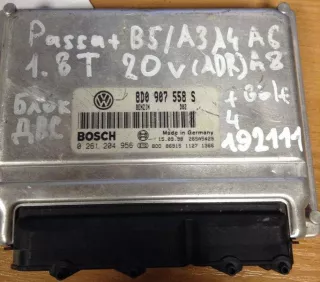 Passat B5/A3 A4 A6
1.8T 20v (ADR) A8
Блок
ДВС
+ Golf
4
192111
8D0 907 558 S
BENZIN
BOSCH
Made in Germany
0 261 204 956